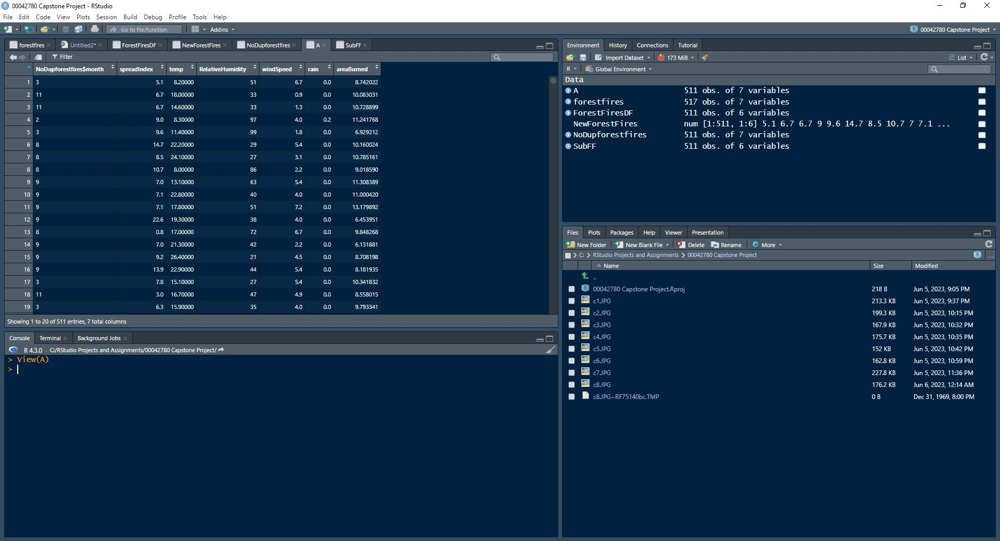 00042780 Capstone Project - RStudio
File Edit Code View Plots Session Build Debug Profile Tools Help
Go to file/function Addins 00042780 Capstone Project
forestfires Untitled2* ForestFiresDF NewForestFires NoDupforestfires A SubFF
Filter
NoDupforestfires$month spreadIndex temp RelativeHumidity windSpeed rain areaBurned
1 3 5.1 8.20000 51 6.7 0.0 8.742022
2 11 6.7 18.00000 33 0.9 0.0 10.083031
3 11 6.7 14.60000 33 1.3 0.0 10.728899
4 2 9.0 8.30000 97 4.0 0.2 11.241768
5 3 9.6 11.40000 99 1.8 0.0 6.929212
6 8 14.7 22.20000 29 5.4 0.0 10.160024
7 8 8.5 24.10000 27 3.1 0.0 10.785161
8 8 10.7 8.00000 86 2.2 0.0 9.018590
9 9 7.0 13.10000 63 5.4 0.0 11.308389
10 9 7.1 22.80000 40 4.0 0.0 11.000420
11 9 7.1 17.80000 51 7.2 0.0 13.179892
12 9 22.6 19.30000 38 4.0 0.0 6.453951
13 8 0.8 17.00000 72 6.7 0.0 9.848268
14 9 7.0 21.30000 42 2.2 0.0 6.131881
15 9 9.2 26.40000 21 4.5 0.0 8.708198
16 9 13.9 22.90000 44 5.4 0.0 8.181935
17 3 7.8 15.10000 27 5.4 0.0 10.341832
18 11 3.0 16.70000 47 4.9 0.0 8.558015
19 3 6.3 15.90000 35 4.0 0.0 9.793341
Showing 1 to 20 of 511 entries, 7 total columns
Console Terminal Background Jobs
R 4.3.0 · C:/RStudio Projects and Assignments/00042780 Capstone Project/
> View(A)
>
Environment History Connections Tutorial
Import Dataset 173 MiB List
R Global Environment
Data
A 511 obs. of 7 variables
forestfires 517 obs. of 7 variables
ForestFiresDF 511 obs. of 6 variables
NewForestFires num [1:511, 1:6] 5.1 6.7 6.7 9 9.6 14.7 8.5 10.7 7 7.1 ...
NoDupforestfires 511 obs. of 7 variables
SubFF 511 obs. of 6 variables
Files Plots Packages Help Viewer Presentation
New Folder New Blank File Delete Rename More
C: > RStudio Projects and Assignments > 00042780 Capstone Project ...
Name Size Modified
..
00042780 Capstone Project.Rproj 218 B Jun 5, 2023, 9:05 PM
c1.JPG 213.3 KB Jun 5, 2023, 9:37 PM
c2.JPG 199.3 KB Jun 5, 2023, 10:15 PM
c3.JPG 167.9 KB Jun 5, 2023, 10:32 PM
c4.JPG 175.7 KB Jun 5, 2023, 10:35 PM
c5.JPG 152 KB Jun 5, 2023, 10:42 PM
c6.JPG 162.8 KB Jun 5, 2023, 10:59 PM
c7.JPG 227.8 KB Jun 5, 2023, 11:36 PM
c8.JPG 176.2 KB Jun 6, 2023, 12:14 AM
c8.JPG~RF75140bc.TMP 0 B Dec 31, 1969, 8:00 PM